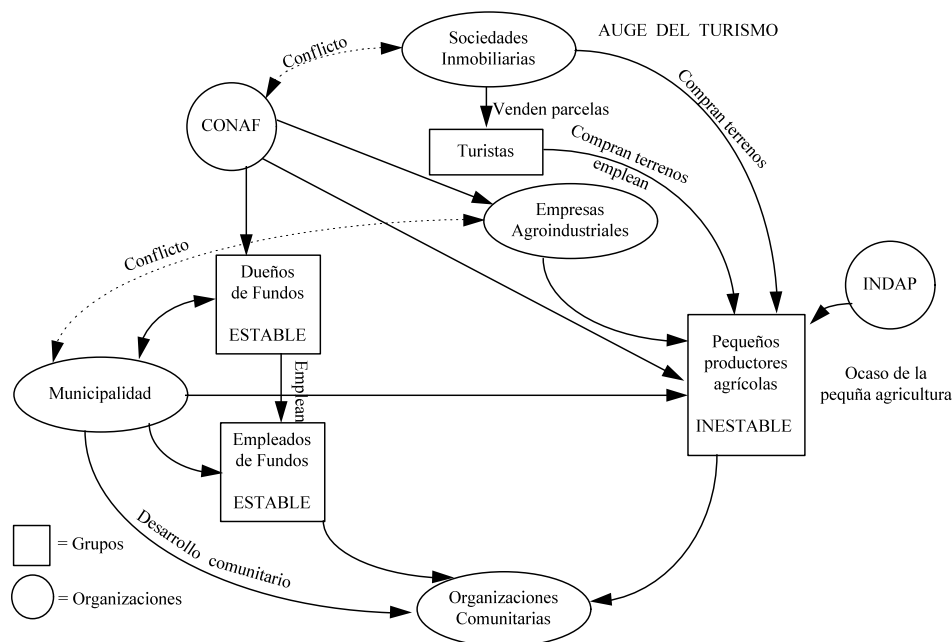 Sociedades
Inmobiliarias
AUGE DEL TURISMO
Conflicto
Compran terrenos
Venden parcelas
CONAF
Turistas
Compran terrenos
emplean
Empresas
Agroindustriales
Conflicto
Dueños
de Fundos
ESTABLE
INDAP
Pequeños
productores
agrícolas
INESTABLE
Ocaso de la
pequña agricultura
Emplean
Municipalidad
Empleados
de Fundos
ESTABLE
Desarrollo comunitario
= Grupos
= Organizaciones
Organizaciones
Comunitarias